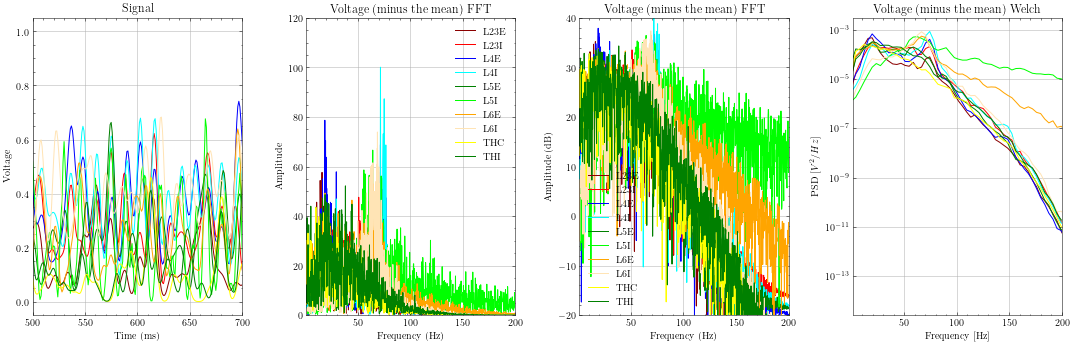 Signal
Voltage
1.0
0.8
0.6
0.4
0.2
0.0
500
550
600
650
700
Time (ms)
Voltage (minus the mean) FFT
Amplitude
120
100
80
60
40
20
0
L23E
L23I
L4E
L4I
L5E
L5I
L6E
L6I
THC
THI
50
100
150
200
Frequency (Hz)
Voltage (minus the mean) FFT
Amplitude (dB)
40
30
20
10
0
−10
−20
L23E
L23I
L4E
L4I
L5E
L5I
L6E
L6I
THC
THI
50
100
150
200
Frequency (Hz)
Voltage (minus the mean) Welch
PSD [V²/Hz]
10⁻³
10⁻⁵
10⁻⁷
10⁻⁹
10⁻¹¹
10⁻¹³
50
100
150
200
Frequency [Hz]